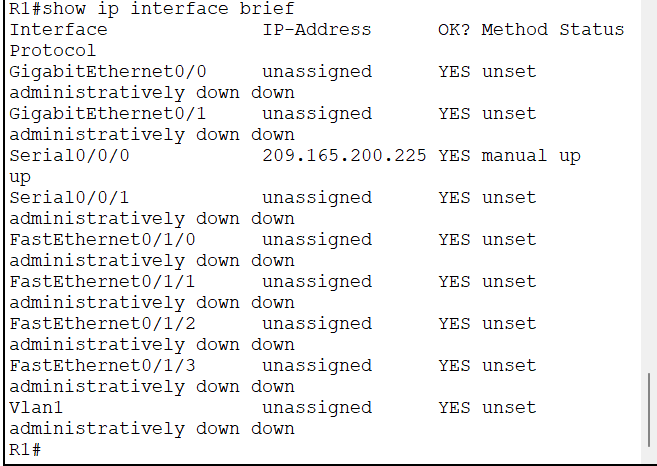 R1#show ip interface brief
Interface IP-Address OK? Method Status
Protocol
GigabitEthernet0/0 unassigned YES unset
administratively down down
GigabitEthernet0/1 unassigned YES unset
administratively down down
Serial0/0/0 209.165.200.225 YES manual up
up
Serial0/0/1 unassigned YES unset
administratively down down
FastEthernet0/1/0 unassigned YES unset
administratively down down
FastEthernet0/1/1 unassigned YES unset
administratively down down
FastEthernet0/1/2 unassigned YES unset
administratively down down
FastEthernet0/1/3 unassigned YES unset
administratively down down
Vlan1 unassigned YES unset
administratively down down
R1#